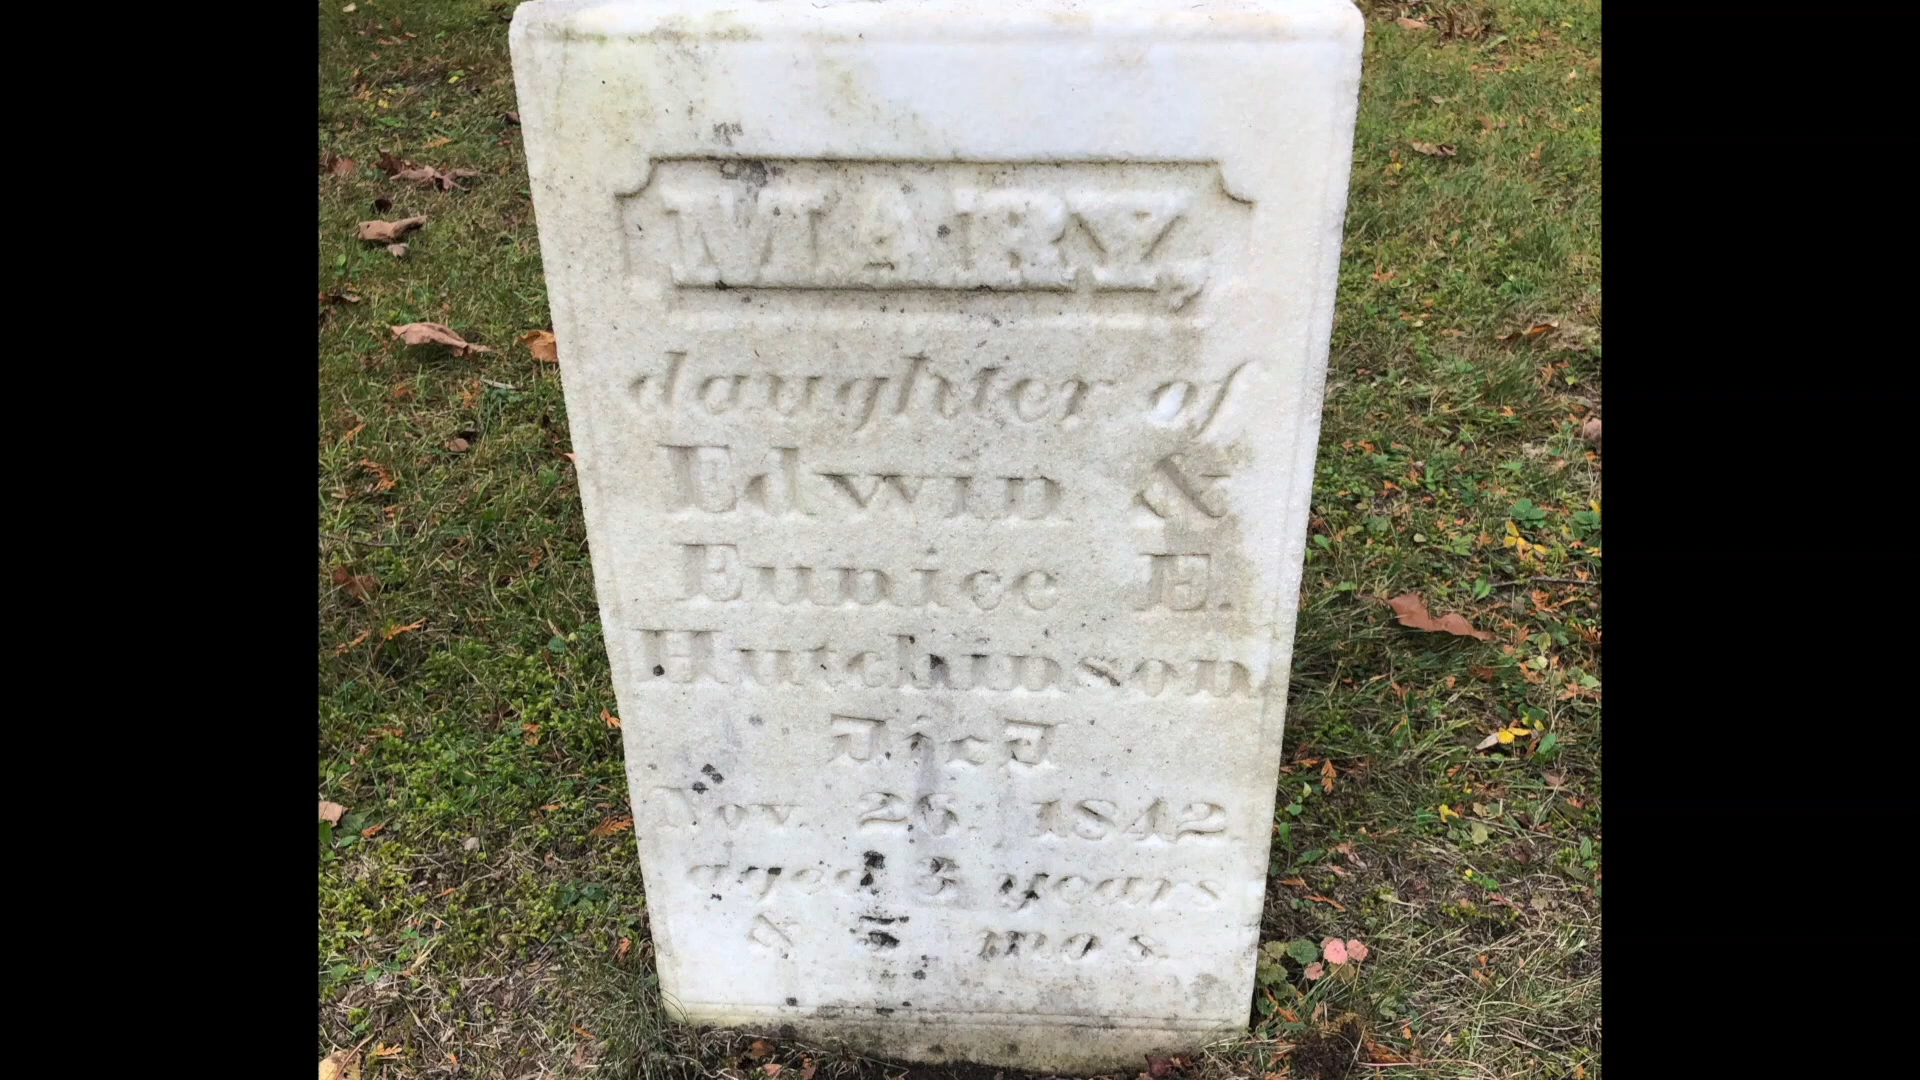 MARY,
daughter of
Edwin &
Eunice E.
Hutchinson,
Died
Nov. 26, 1842.
aged 3 years
& 5 mos.